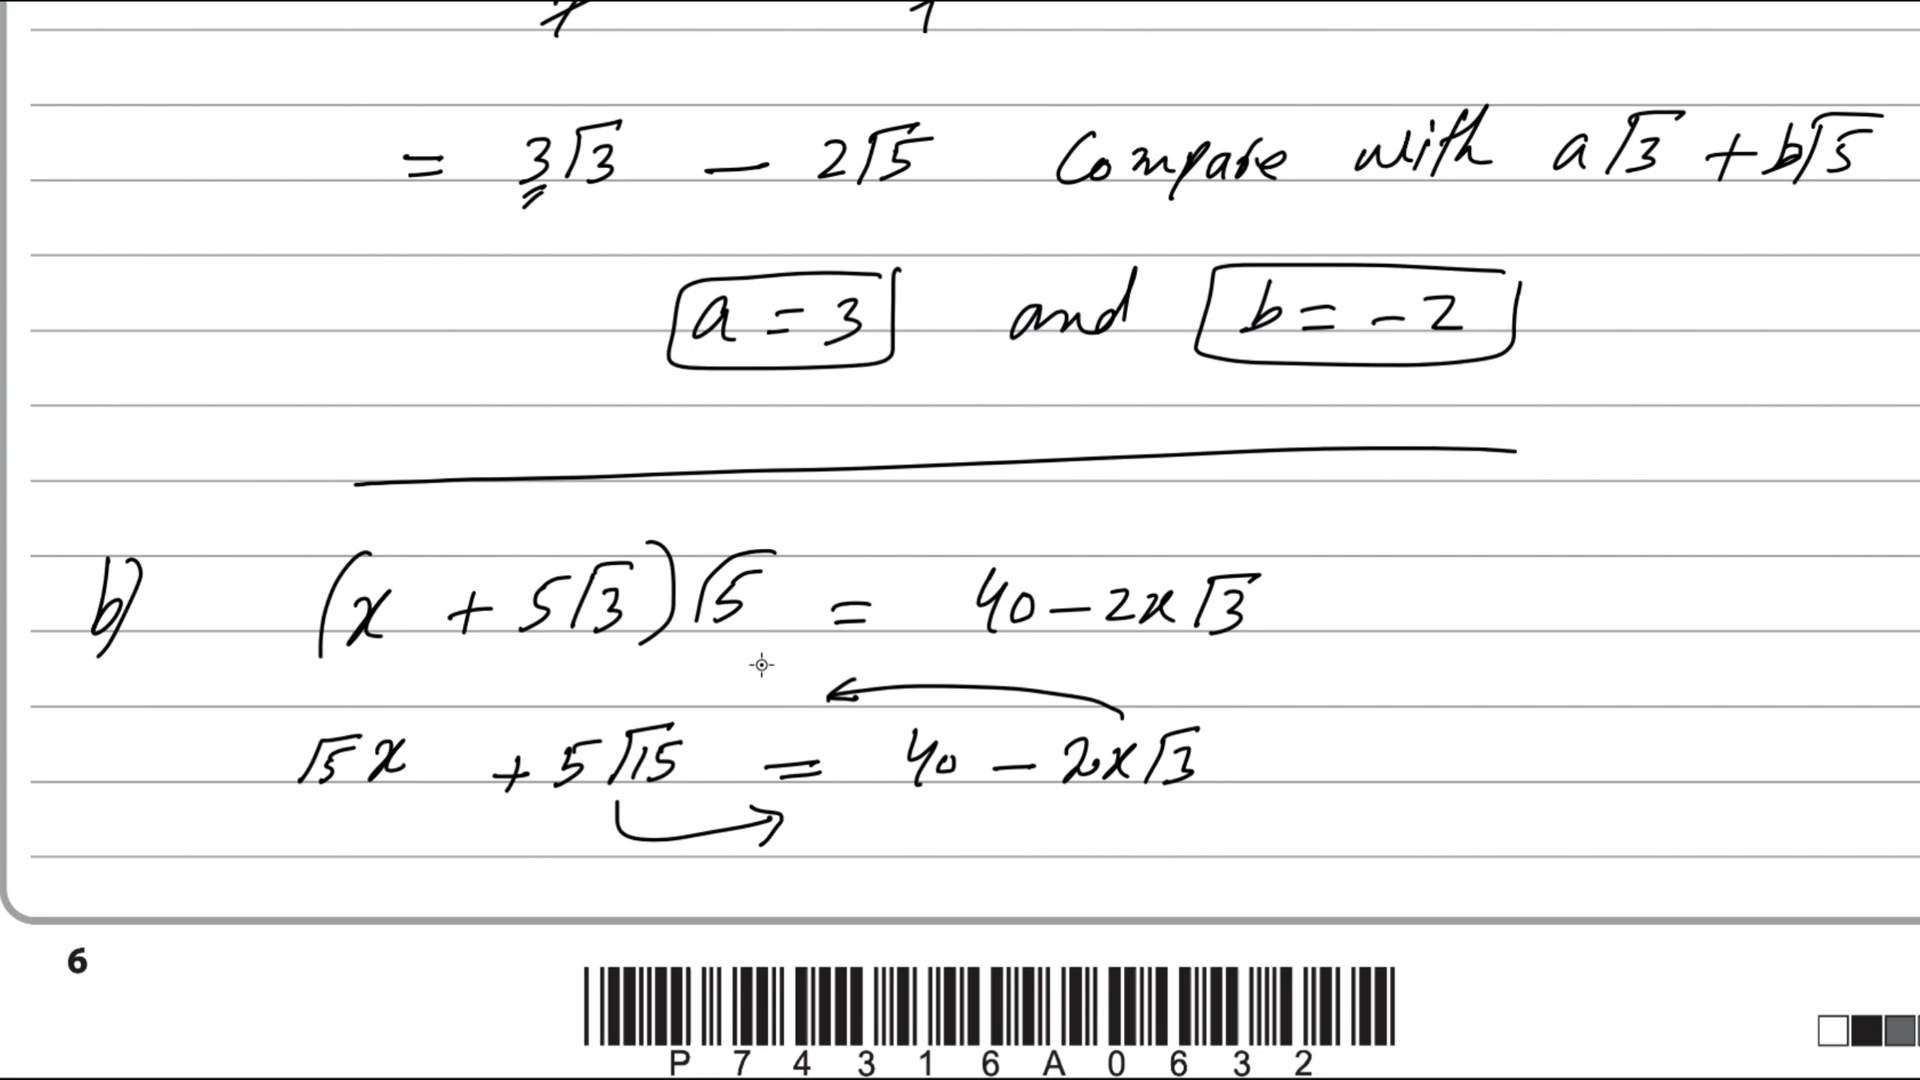 = 3√3 — 2√5 Compare with a√3 + b√5
a = 3 and b = - 2
b) (x + 5√3)√5 = 40 - 2x√3
√5x + 5√15 = 40 - 2x√3
6
P 7 4 3 1 6 A 0 6 3 2